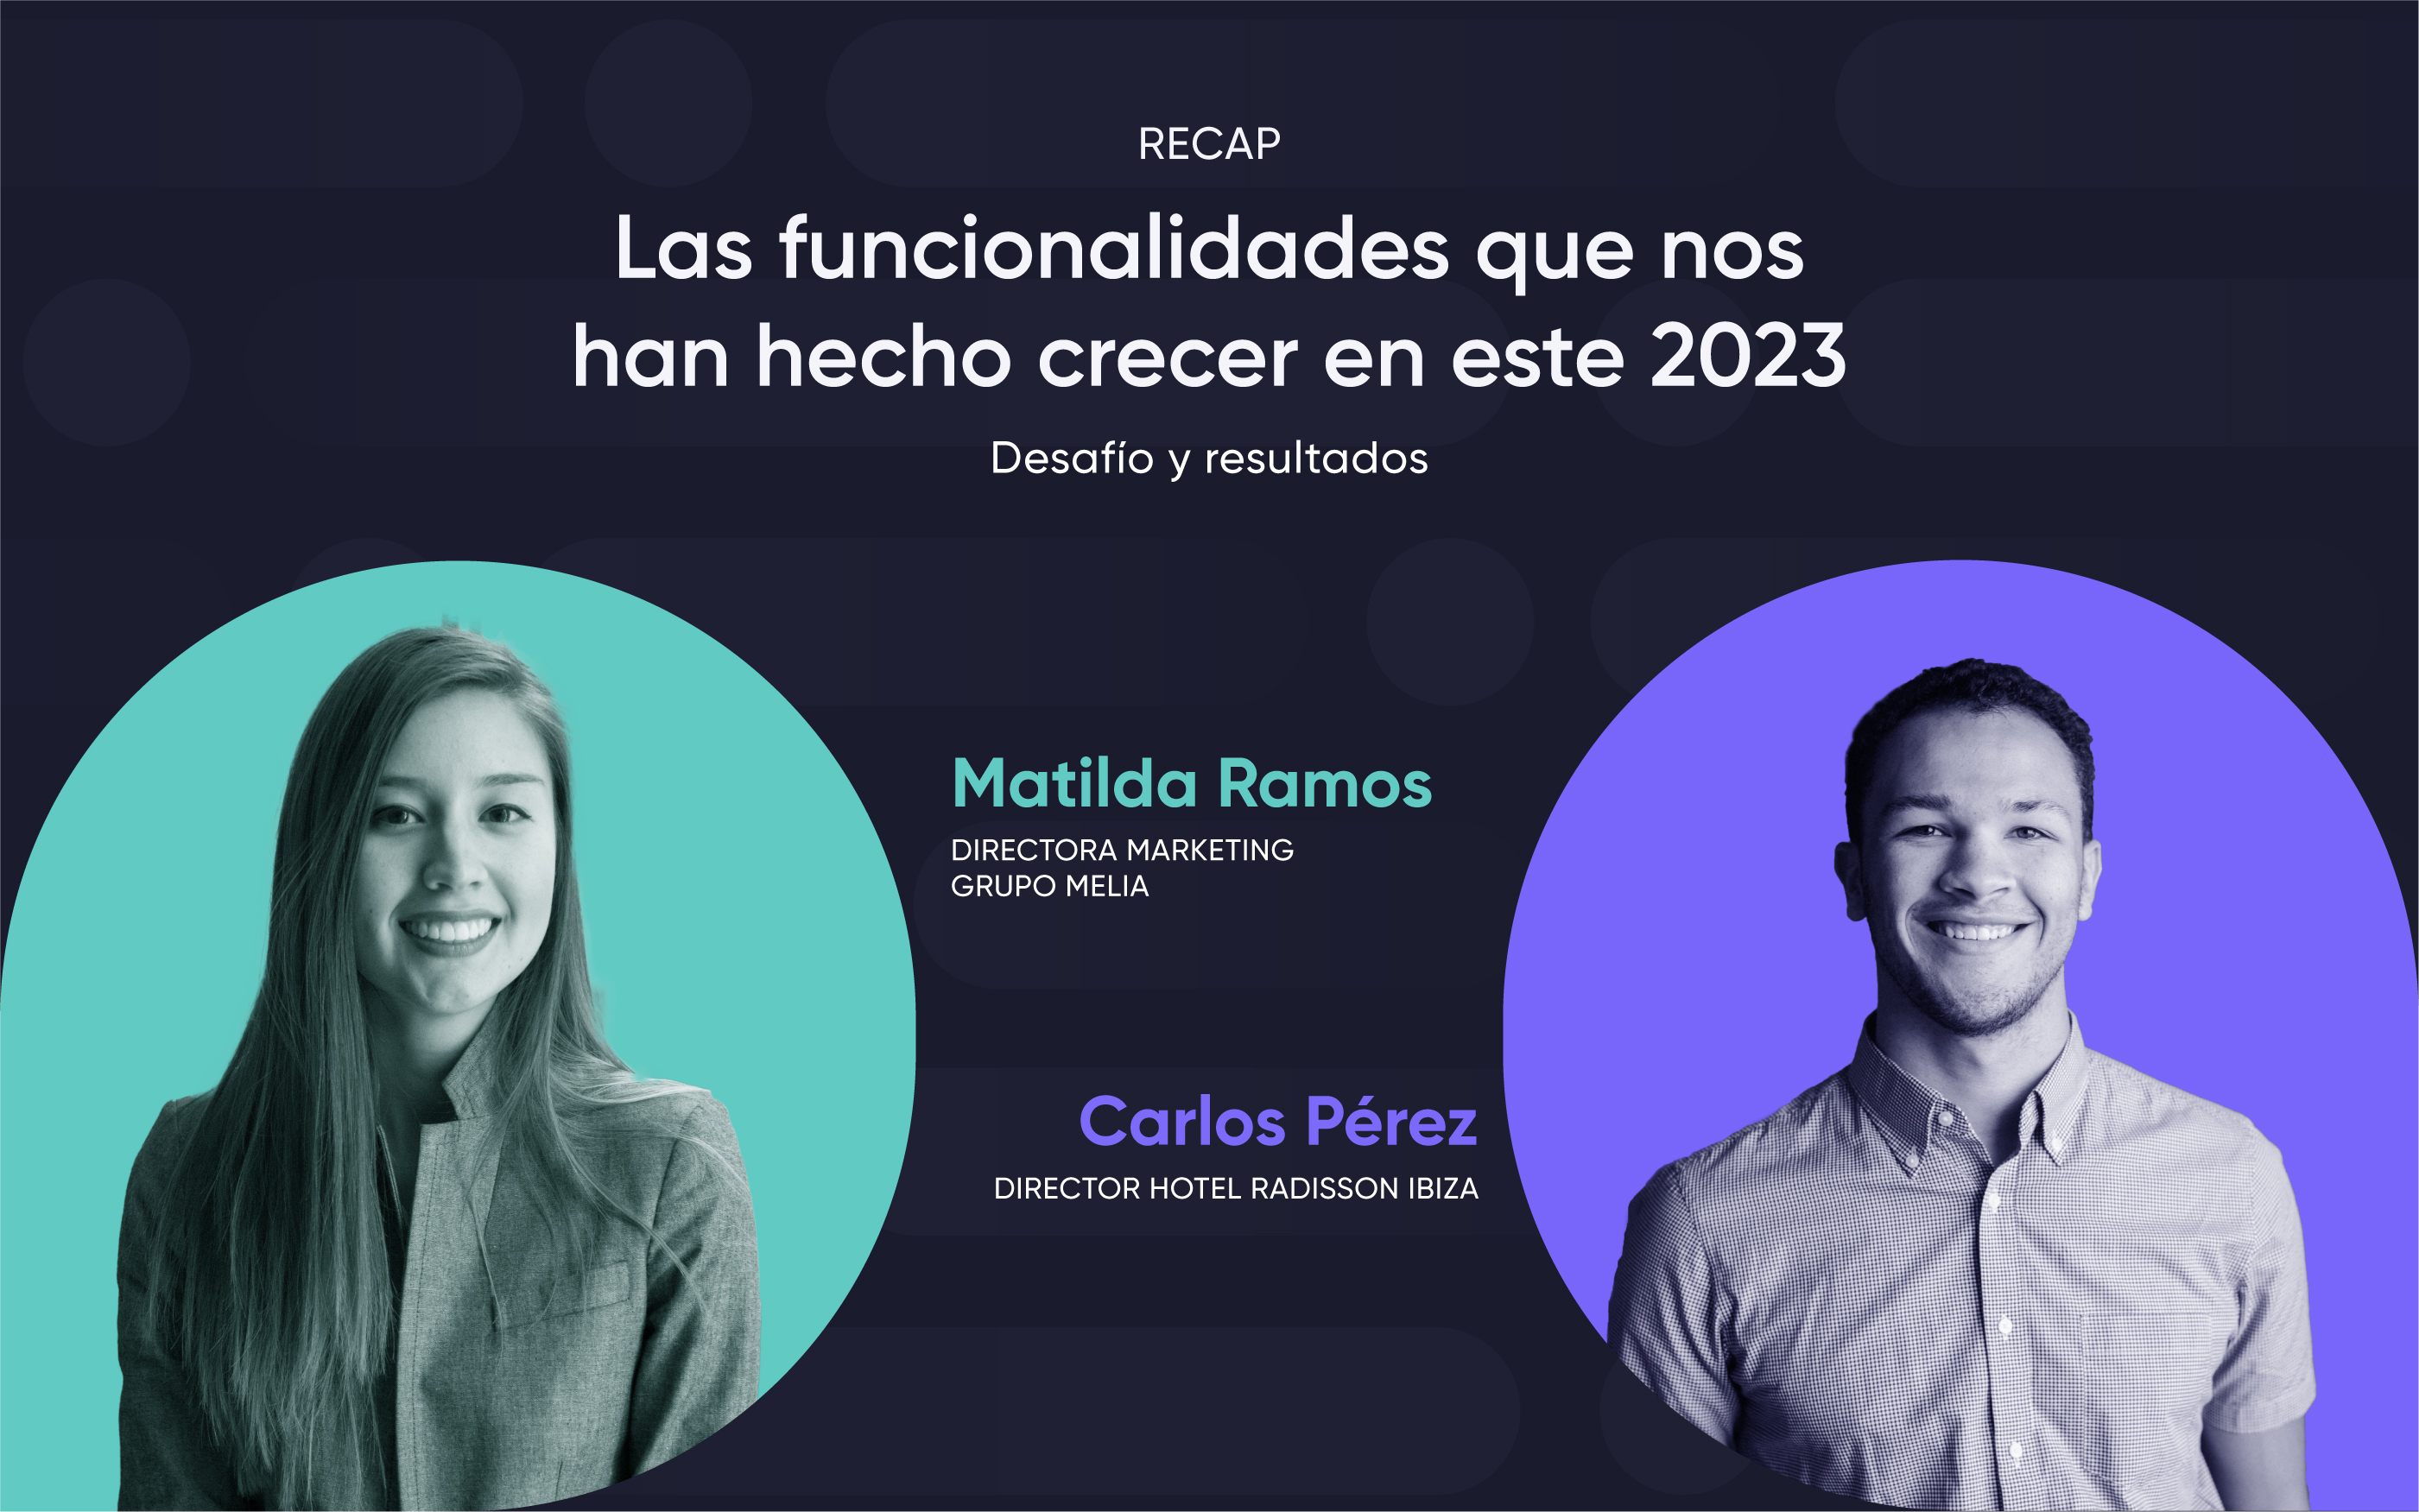 RECAP
Las funcionalidades que nos
han hecho crecer en este 2023
Desafío y resultados
Matilda Ramos
DIRECTORA MARKETING
GRUPO MELIA
Carlos Pérez
DIRECTOR HOTEL RADISSON IBIZA